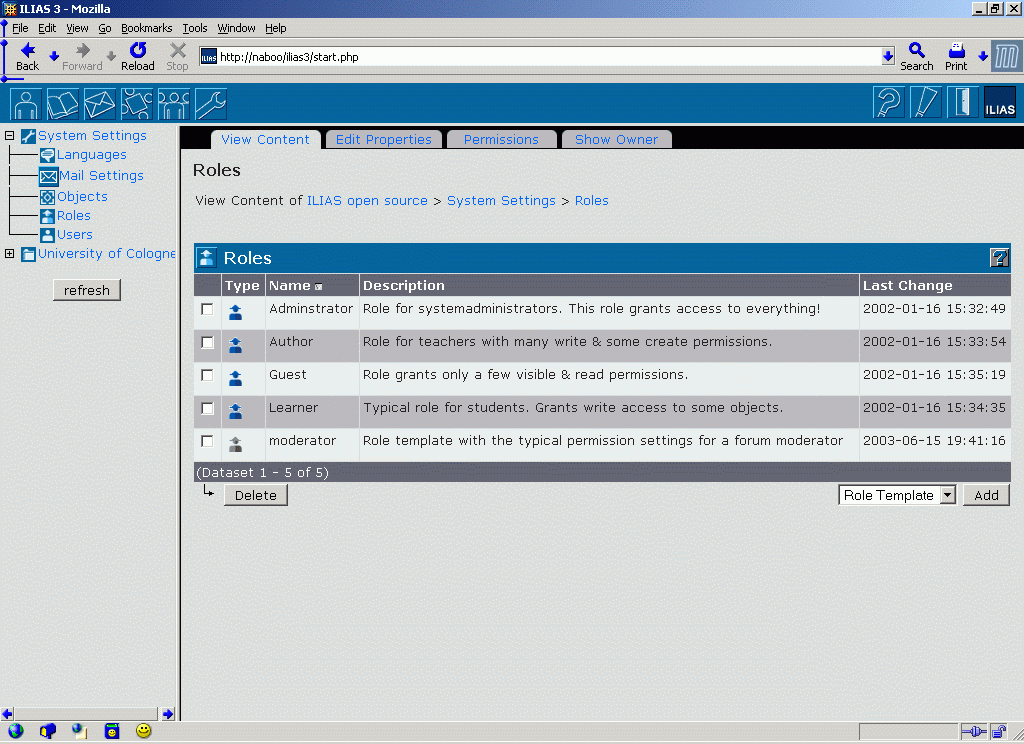 ILIAS 3 - Mozilla
File Edit View Go Bookmarks Tools Window Help
Back Forward Reload Stop ILIAS http://naboo/ilias3/start.php Search Print
ILIAS
System Settings
Languages
Mail Settings
Objects
Roles
Users
University of Cologne
refresh
View Content Edit Properties Permissions Show Owner
Roles
View Content of ILIAS open source > System Settings > Roles
Roles
Type Name Description Last Change
Adminstrator Role for systemadministrators. This role grants access to everything! 2002-01-16 15:32:49
Author Role for teachers with many write & some create permissions. 2002-01-16 15:33:54
Guest Role grants only a few visible & read permissions. 2002-01-16 15:35:19
Learner Typical role for students. Grants write access to some objects. 2002-01-16 15:34:35
moderator Role template with the typical permission settings for a forum moderator 2003-06-15 19:41:16
(Dataset 1 - 5 of 5)
Delete Role Template Add